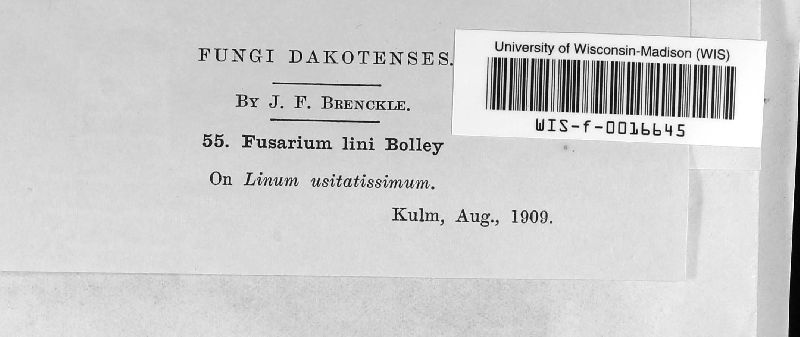 FUNGI DAKOTENSES.
By J. F. Brenckle.
55. Fusarium lini Bolley
On Linum usitatissimum.
Kulm, Aug., 1909.
University of Wisconsin-Madison (WIS)
WIS-f-0016645